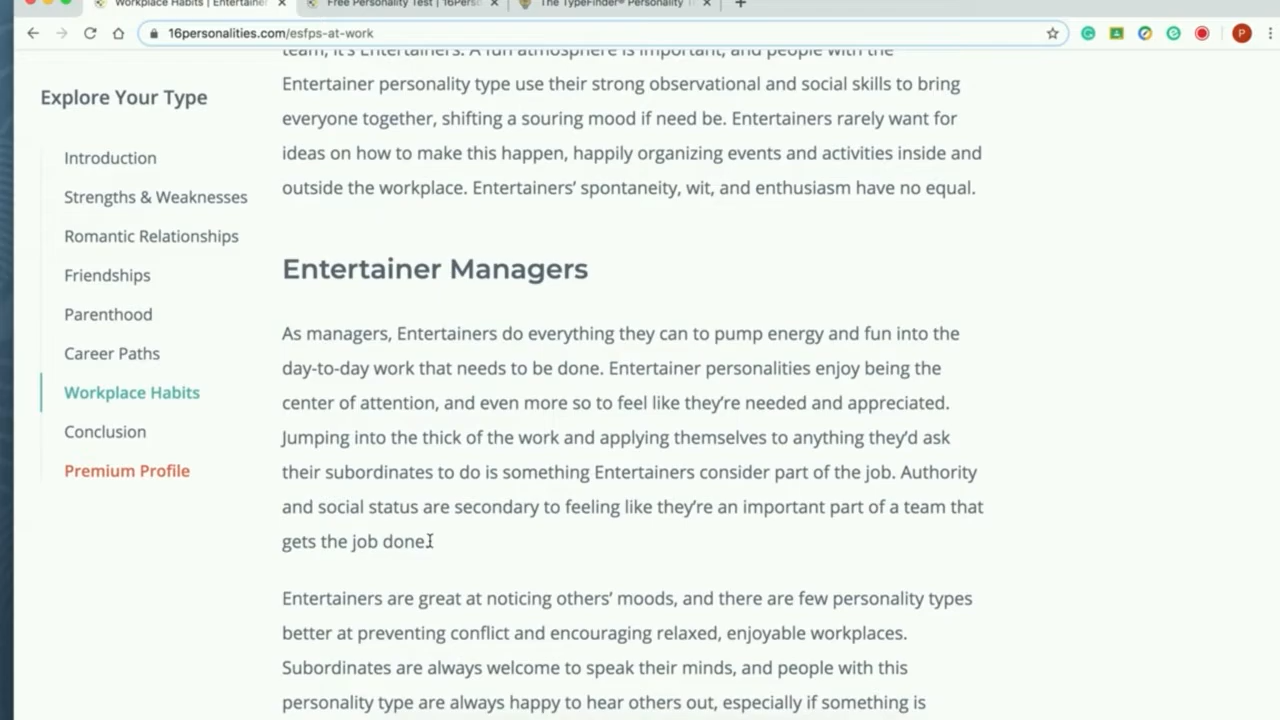 Workplace Habits | Entertainer
Free Personality Test | 16Perso
The TypeFinder® Personality T
16personalities.com/esfps-at-work
P
Explore Your Type
Introduction
Strengths & Weaknesses
Romantic Relationships
Friendships
Parenthood
Career Paths
Workplace Habits
Conclusion
Premium Profile
team, it's Entertainers. A fun atmosphere is important, and people with the
Entertainer personality type use their strong observational and social skills to bring
everyone together, shifting a souring mood if need be. Entertainers rarely want for
ideas on how to make this happen, happily organizing events and activities inside and
outside the workplace. Entertainers’ spontaneity, wit, and enthusiasm have no equal.
Entertainer Managers
As managers, Entertainers do everything they can to pump energy and fun into the
day-to-day work that needs to be done. Entertainer personalities enjoy being the
center of attention, and even more so to feel like they’re needed and appreciated.
Jumping into the thick of the work and applying themselves to anything they’d ask
their subordinates to do is something Entertainers consider part of the job. Authority
and social status are secondary to feeling like they’re an important part of a team that
gets the job done.
Entertainers are great at noticing others’ moods, and there are few personality types
better at preventing conflict and encouraging relaxed, enjoyable workplaces.
Subordinates are always welcome to speak their minds, and people with this
personality type are always happy to hear others out, especially if something is